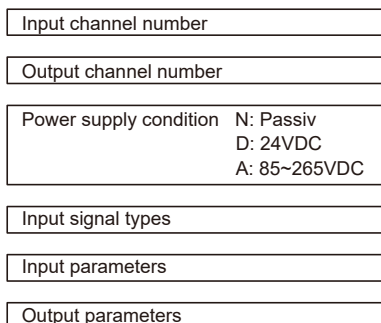 Input channel number
Output channel number
Power supply condition N: Passiv
D: 24VDC
A: 85~265VDC
Input signal types
Input parameters
Output parameters